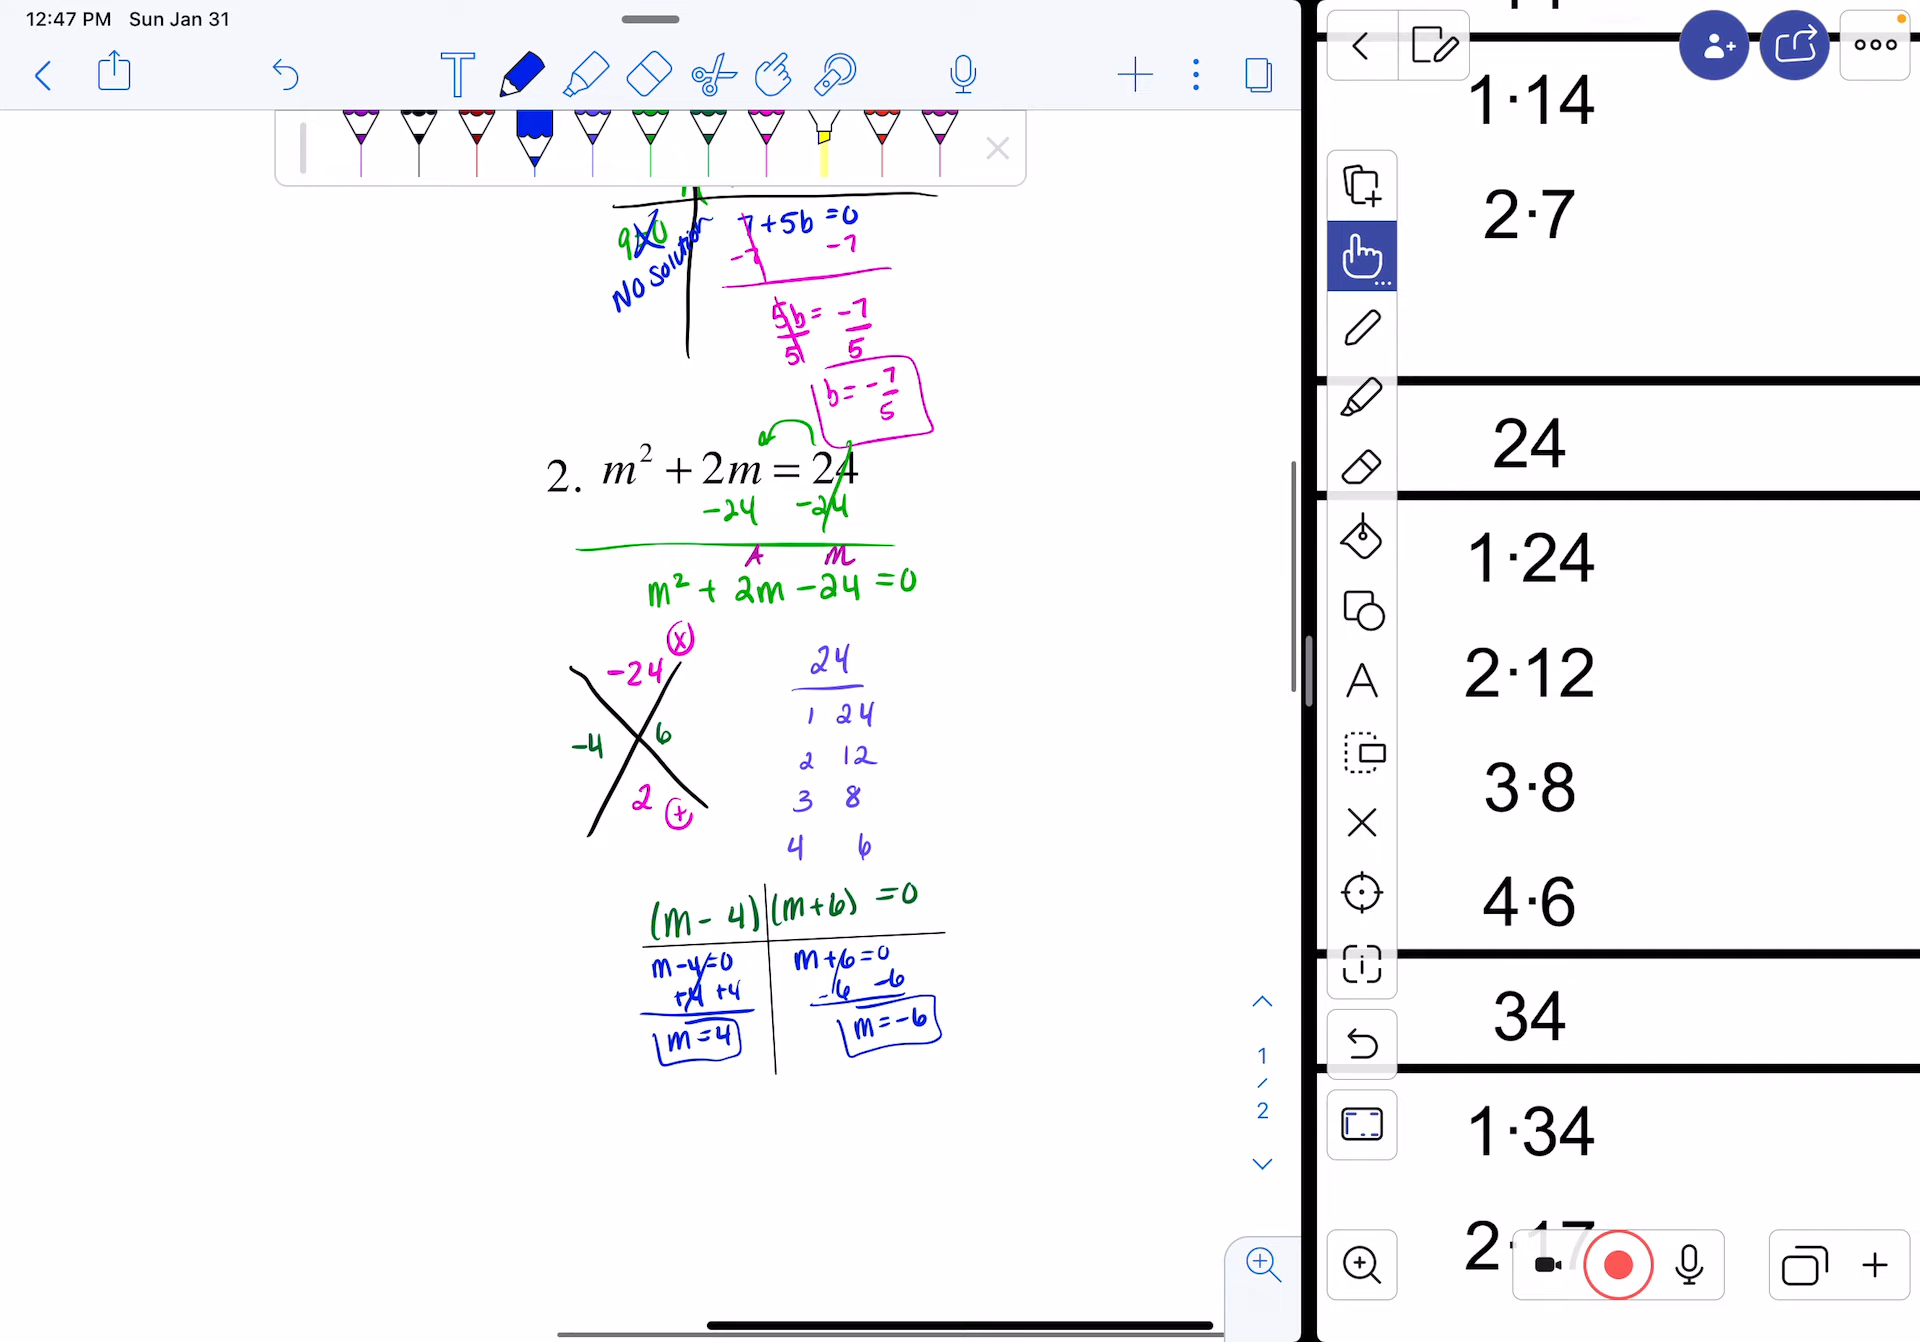 12:47 PM Sun Jan 31
9=0
No Solution
7+5b=0
-7 -7
5b = -7
5 5
b = -7/5
2. m² + 2m = 24
-24 -24
A M
m² + 2m - 24 = 0
x
-24
-4 6
2
+
24
1 24
2 12
3 8
4 6
(m - 4)(m+6) = 0
m-4=0
+4 +4
m=4
m+6=0
-6 -6
m=-6
1
/
2
1·14
2·7
24
1·24
2·12
3·8
4·6
34
1·34
2·17
A